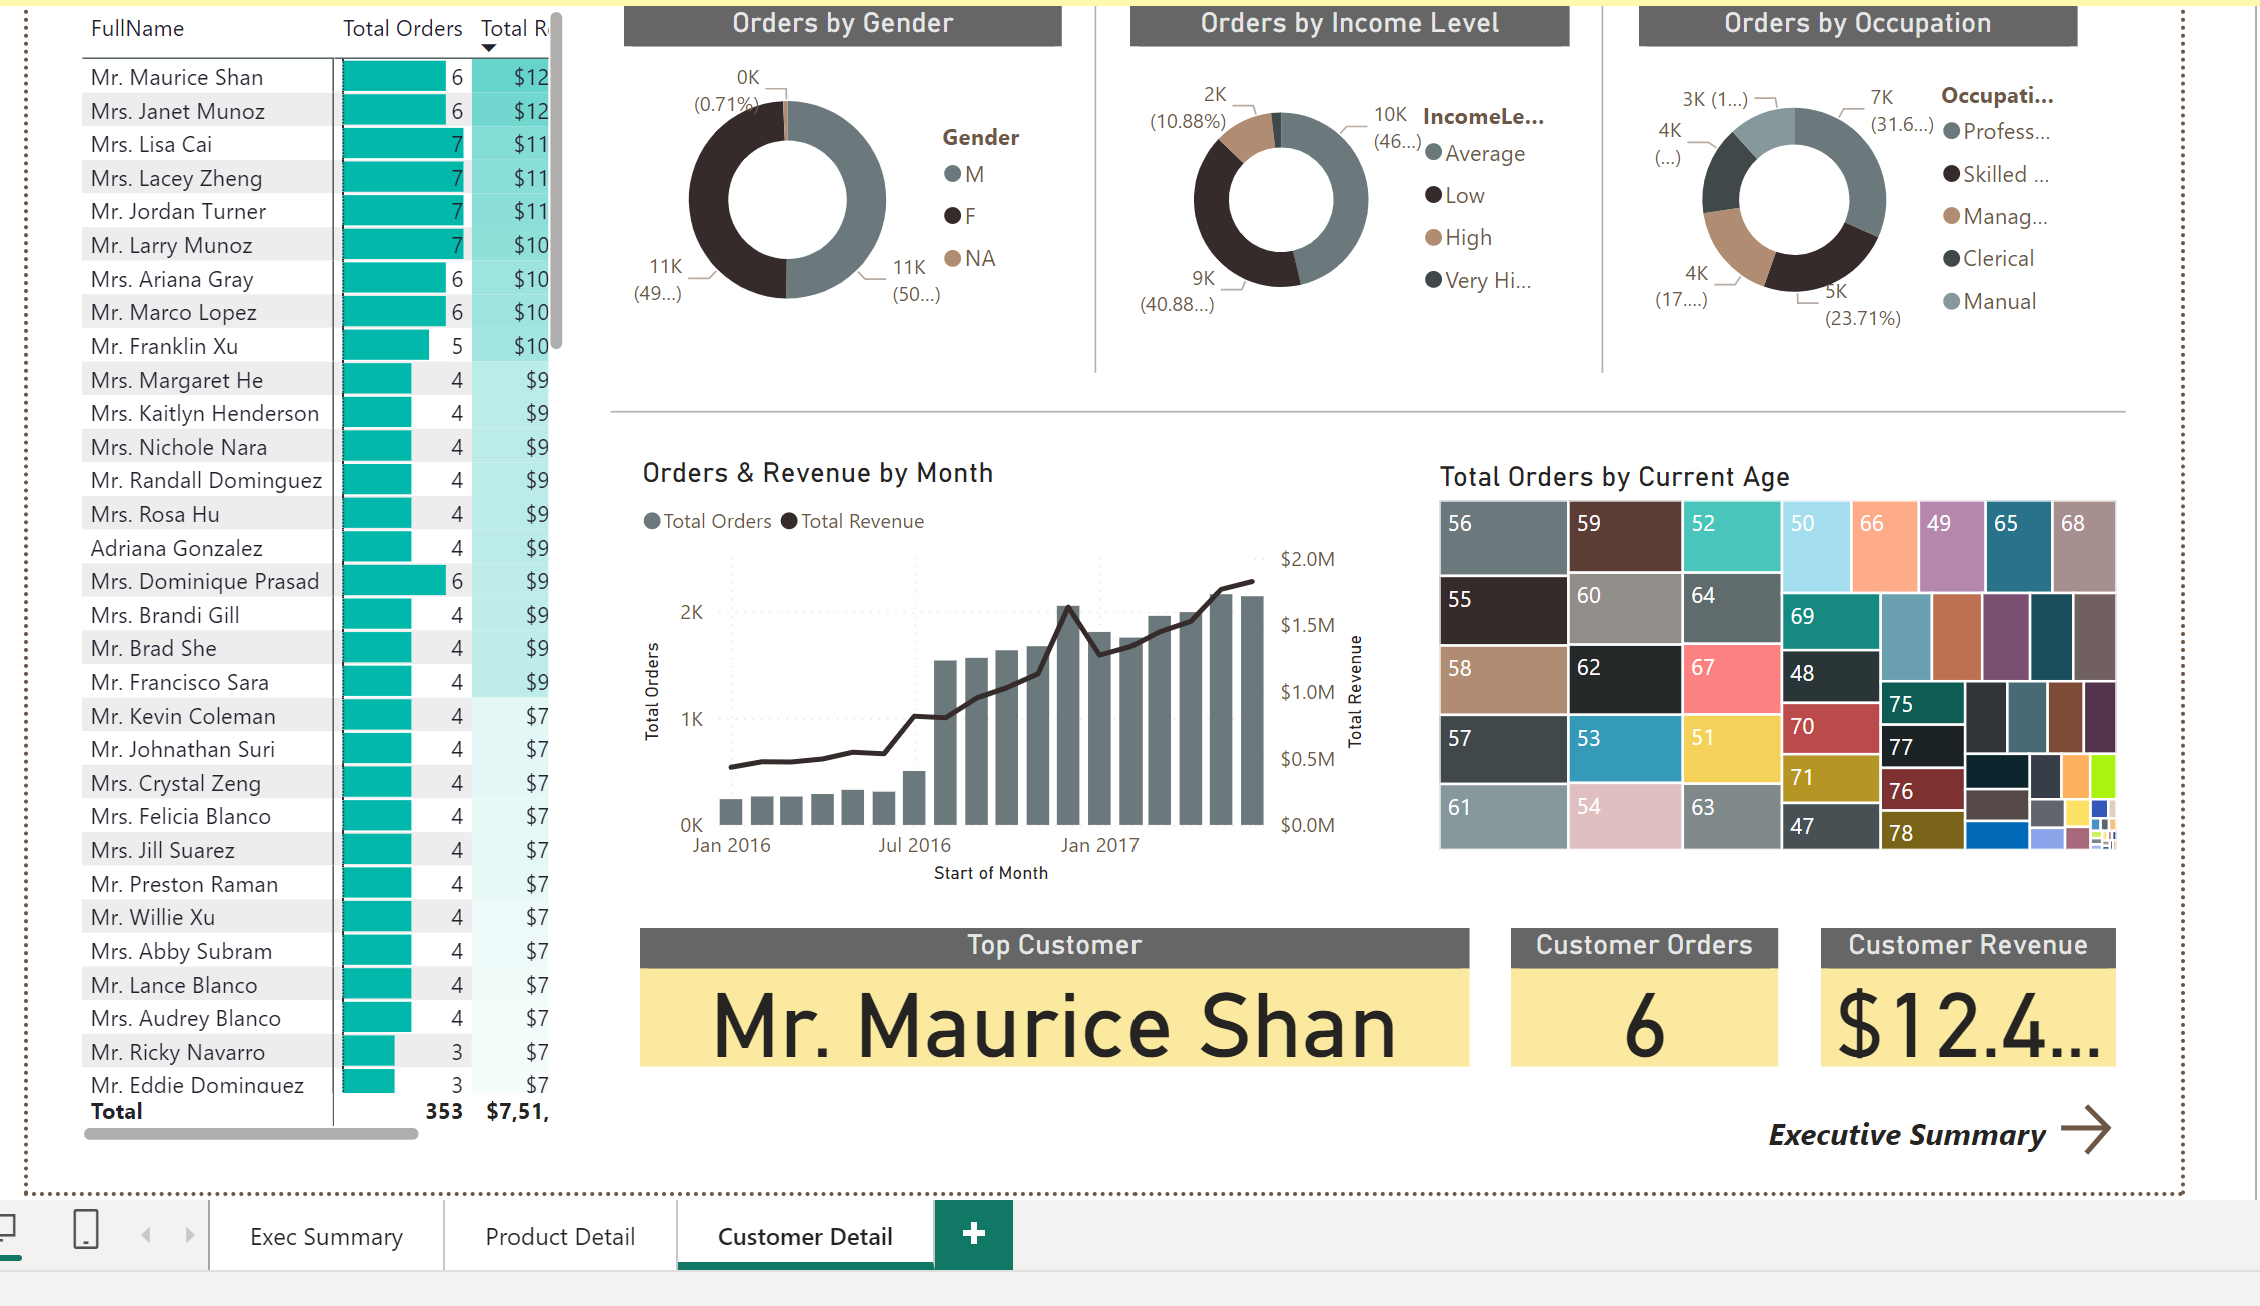 FullName Total Orders Total R
Mr. Maurice Shan 6 $12
Mrs. Janet Munoz 6 $12
Mrs. Lisa Cai 7 $11
Mrs. Lacey Zheng 7 $11
Mr. Jordan Turner 7 $11
Mr. Larry Munoz 7 $10
Mrs. Ariana Gray 6 $10
Mr. Marco Lopez 6 $10
Mr. Franklin Xu 5 $10
Mrs. Margaret He 4 $9
Mrs. Kaitlyn Henderson 4 $9
Mrs. Nichole Nara 4 $9
Mr. Randall Dominguez 4 $9
Mrs. Rosa Hu 4 $9
Adriana Gonzalez 4 $9
Mrs. Dominique Prasad 6 $9
Mrs. Brandi Gill 4 $9
Mr. Brad She 4 $9
Mr. Francisco Sara 4 $9
Mr. Kevin Coleman 4 $7
Mr. Johnathan Suri 4 $7
Mrs. Crystal Zeng 4 $7
Mrs. Felicia Blanco 4 $7
Mrs. Jill Suarez 4 $7
Mr. Preston Raman 4 $7
Mr. Willie Xu 4 $7
Mrs. Abby Subram 4 $7
Mr. Lance Blanco 4 $7
Mrs. Audrey Blanco 4 $7
Mr. Ricky Navarro 3 $7
Mr. Eddie Dominguez 3 $7
Total 353 $7,51,
Orders by Gender
0K
(0.71%)
11K
(49...)
11K
(50...)
Gender
M
F
NA
Orders by Income Level
2K
(10.88%)
10K
(46...)
9K
(40.88...)
IncomeLe...
Average
Low
High
Very Hi...
Orders by Occupation
3K (1...)
7K
(31.6...)
4K
(...)
4K
(17....)
5K
(23.71%)
Occupati...
Profess...
Skilled ...
Manag...
Clerical
Manual
Orders & Revenue by Month
Total Orders Total Revenue
2K
1K
0K
Total Orders
$2.0M
$1.5M
$1.0M
$0.5M
$0.0M
Total Revenue
Jan 2016 Jul 2016 Jan 2017
Start of Month
Total Orders by Current Age
56 59 52 50 66 49 65 68
55 60 64 69
58 62 67 48
57 53 51 70 75
61 54 63 71 77
47 76
78
Top Customer
Mr. Maurice Shan
Customer Orders
6
Customer Revenue
$12.4...
Executive Summary
Exec Summary Product Detail Customer Detail +